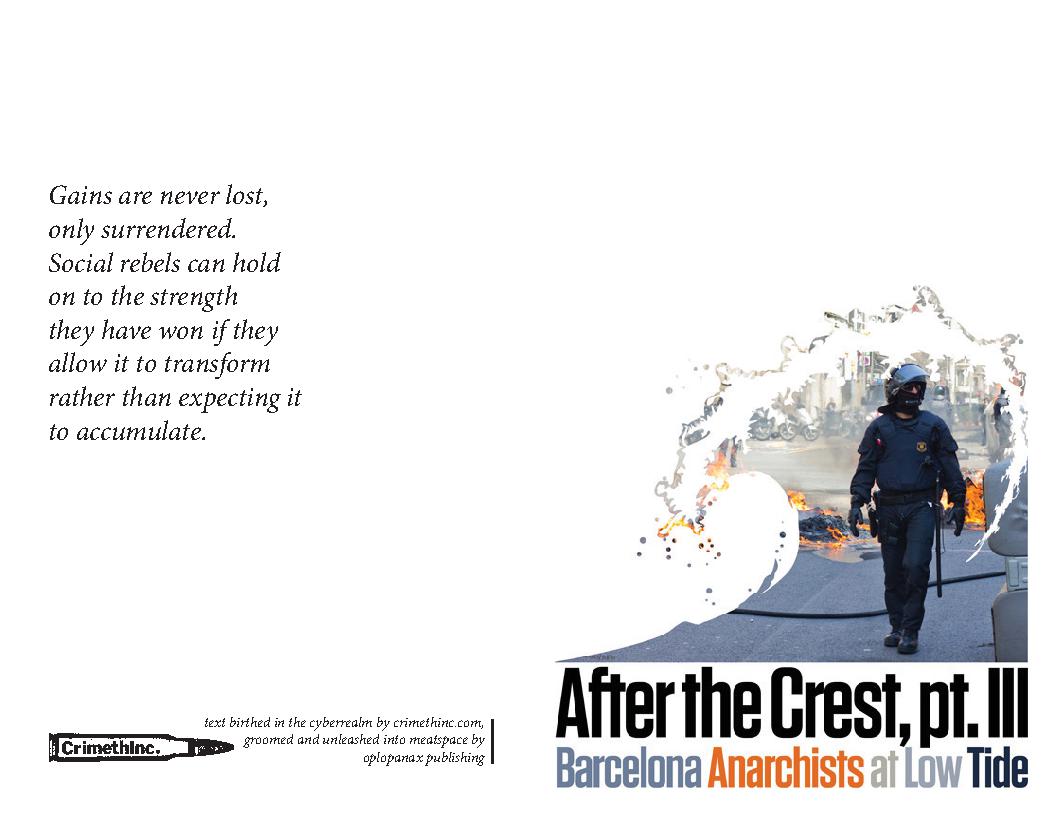 Gains are never lost,
only surrendered.
Social rebels can hold
on to the strength
they have won if they
allow it to transform
rather than expecting it
to accumulate.
text birthed in the cyberrealm by crimethinc.com,
groomed and unleashed into meatspace by
oplopanax publishing
CrimethInc.
After the Crest, pt. III
Barcelona Anarchists at Low Tide